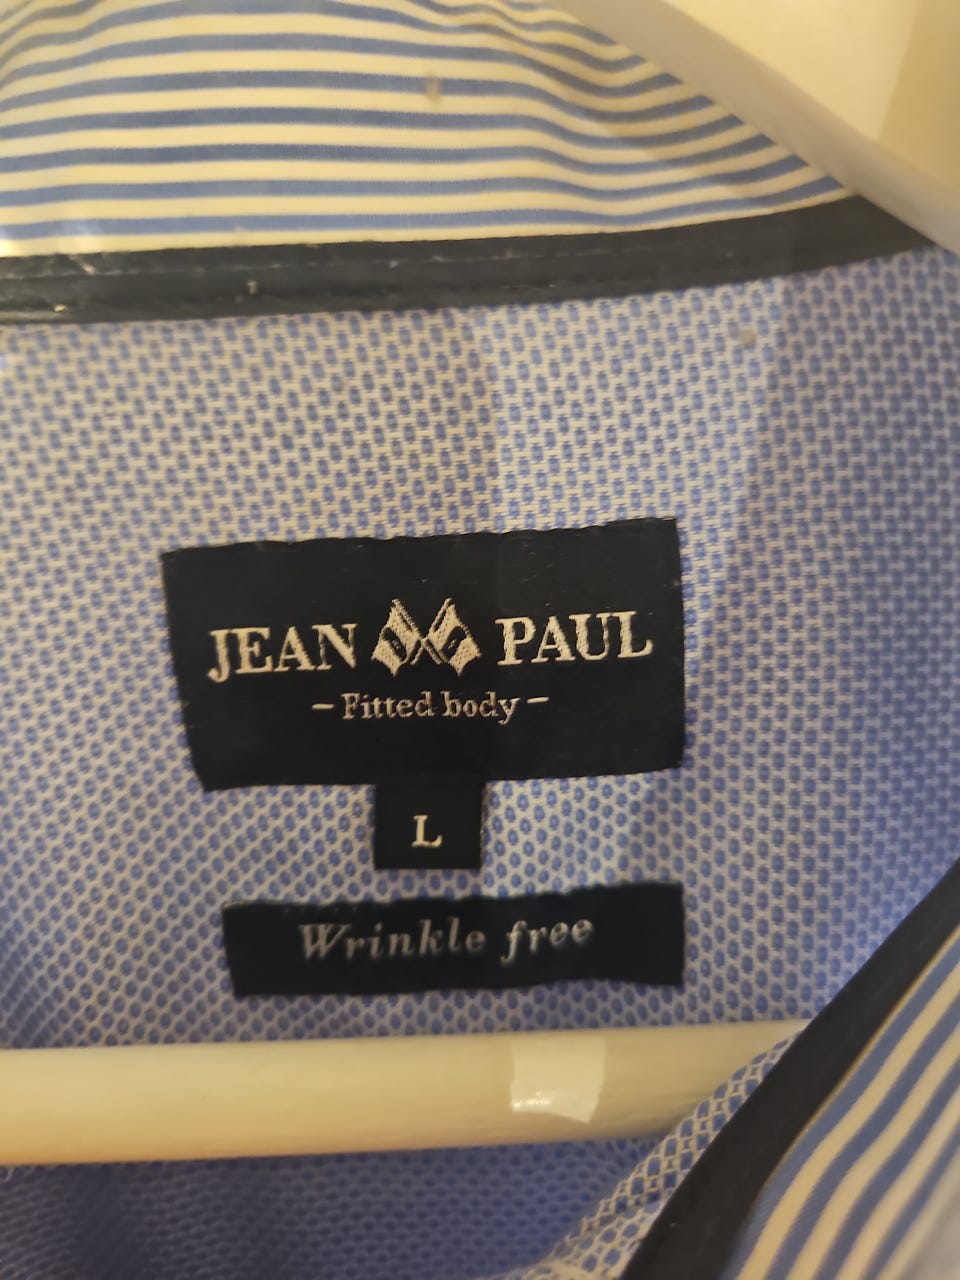 JEAN PAUL
- Fitted body -
L
Wrinkle free